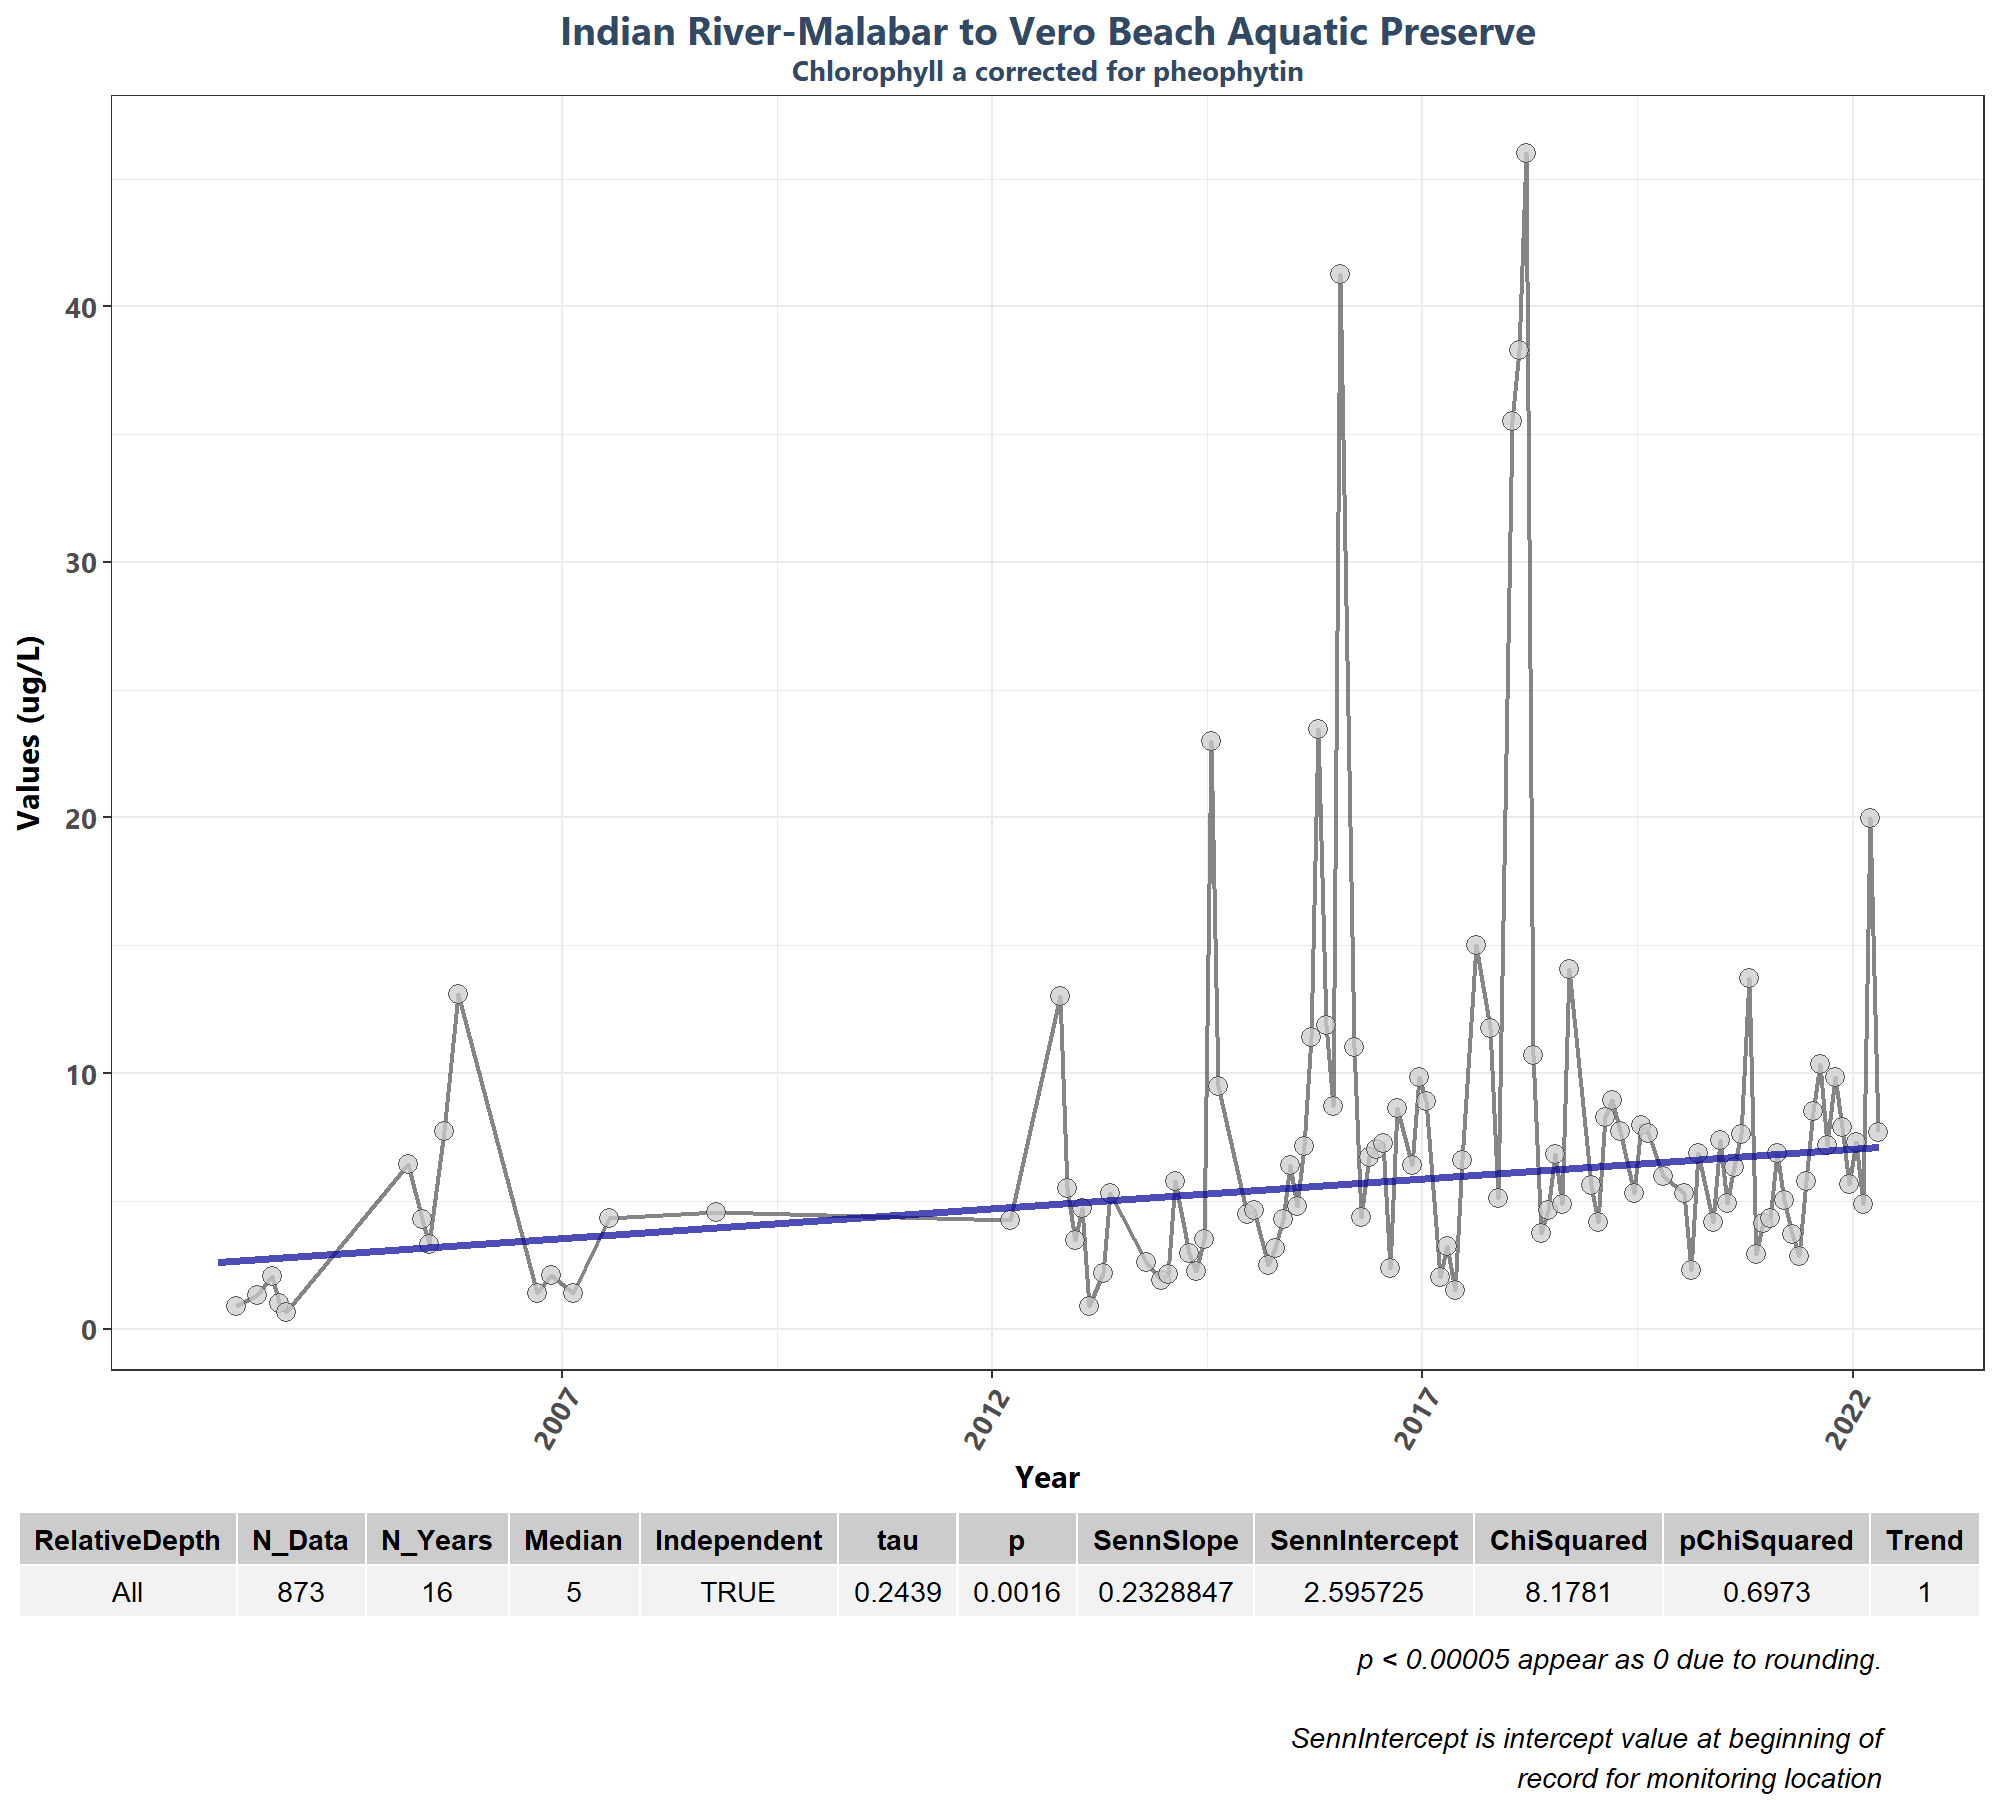 Indian River-Malabar to Vero Beach Aquatic Preserve
Chlorophyll a corrected for pheophytin
Values (ug/L)
40
30
20
10
0
2007
2012
2017
2022
Year
RelativeDepth N_Data N_Years Median Independent tau p SennSlope SennIntercept ChiSquared pChiSquared Trend
All 873 16 5 TRUE 0.2439 0.0016 0.2328847 2.595725 8.1781 0.6973 1
p < 0.00005 appear as 0 due to rounding.
SennIntercept is intercept value at beginning of
record for monitoring location